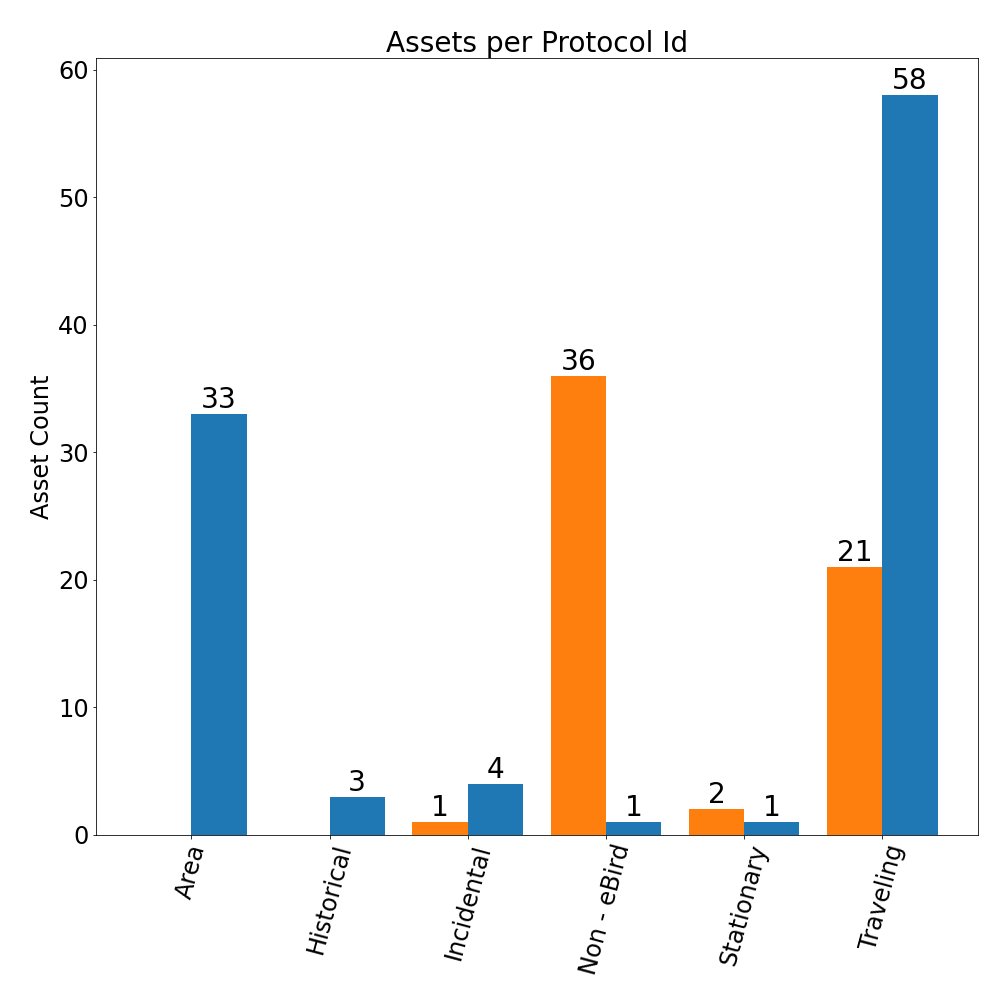 Assets per Protocol Id
60
58
50
40
36
33
30
21
20
10
4
3
2
1
1
1
0
Asset Count
Area
Historical
Incidental
Non - eBird
Stationary
Traveling